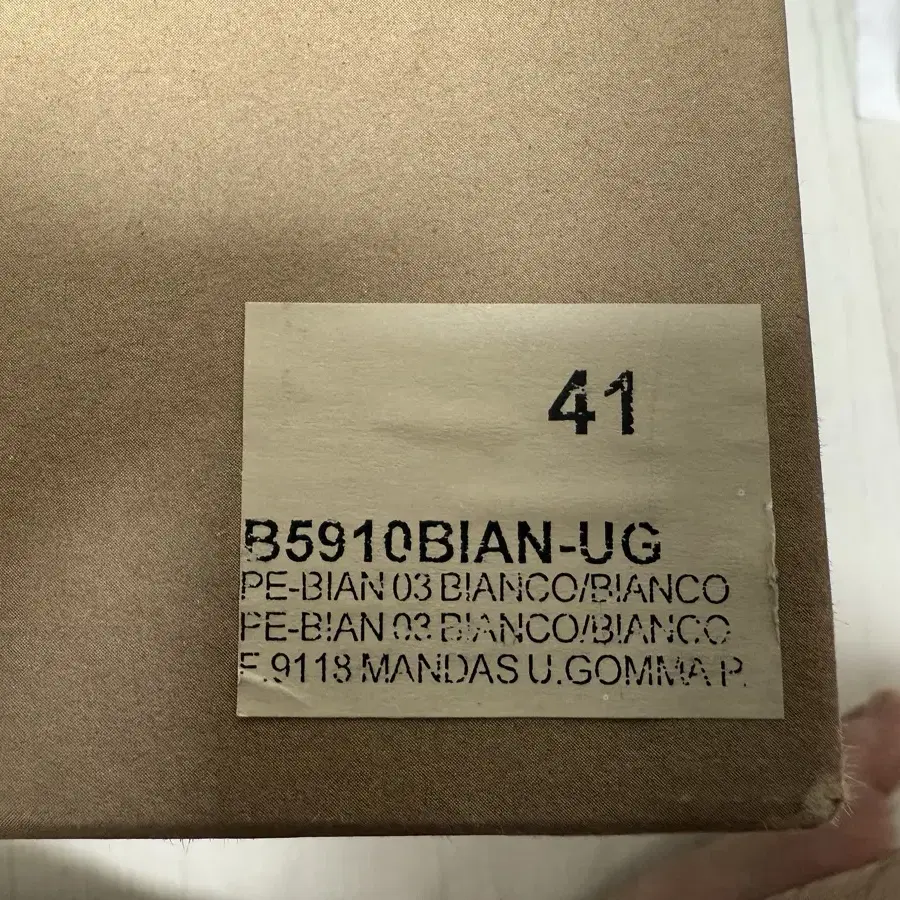 41
B5910BIAN-UG
PE-BIAN 03 BIANCO/BIANCO
PE-BIAN 03 BIANCO/BIANCO
F.9118 MANDAS U.GOMMA P.